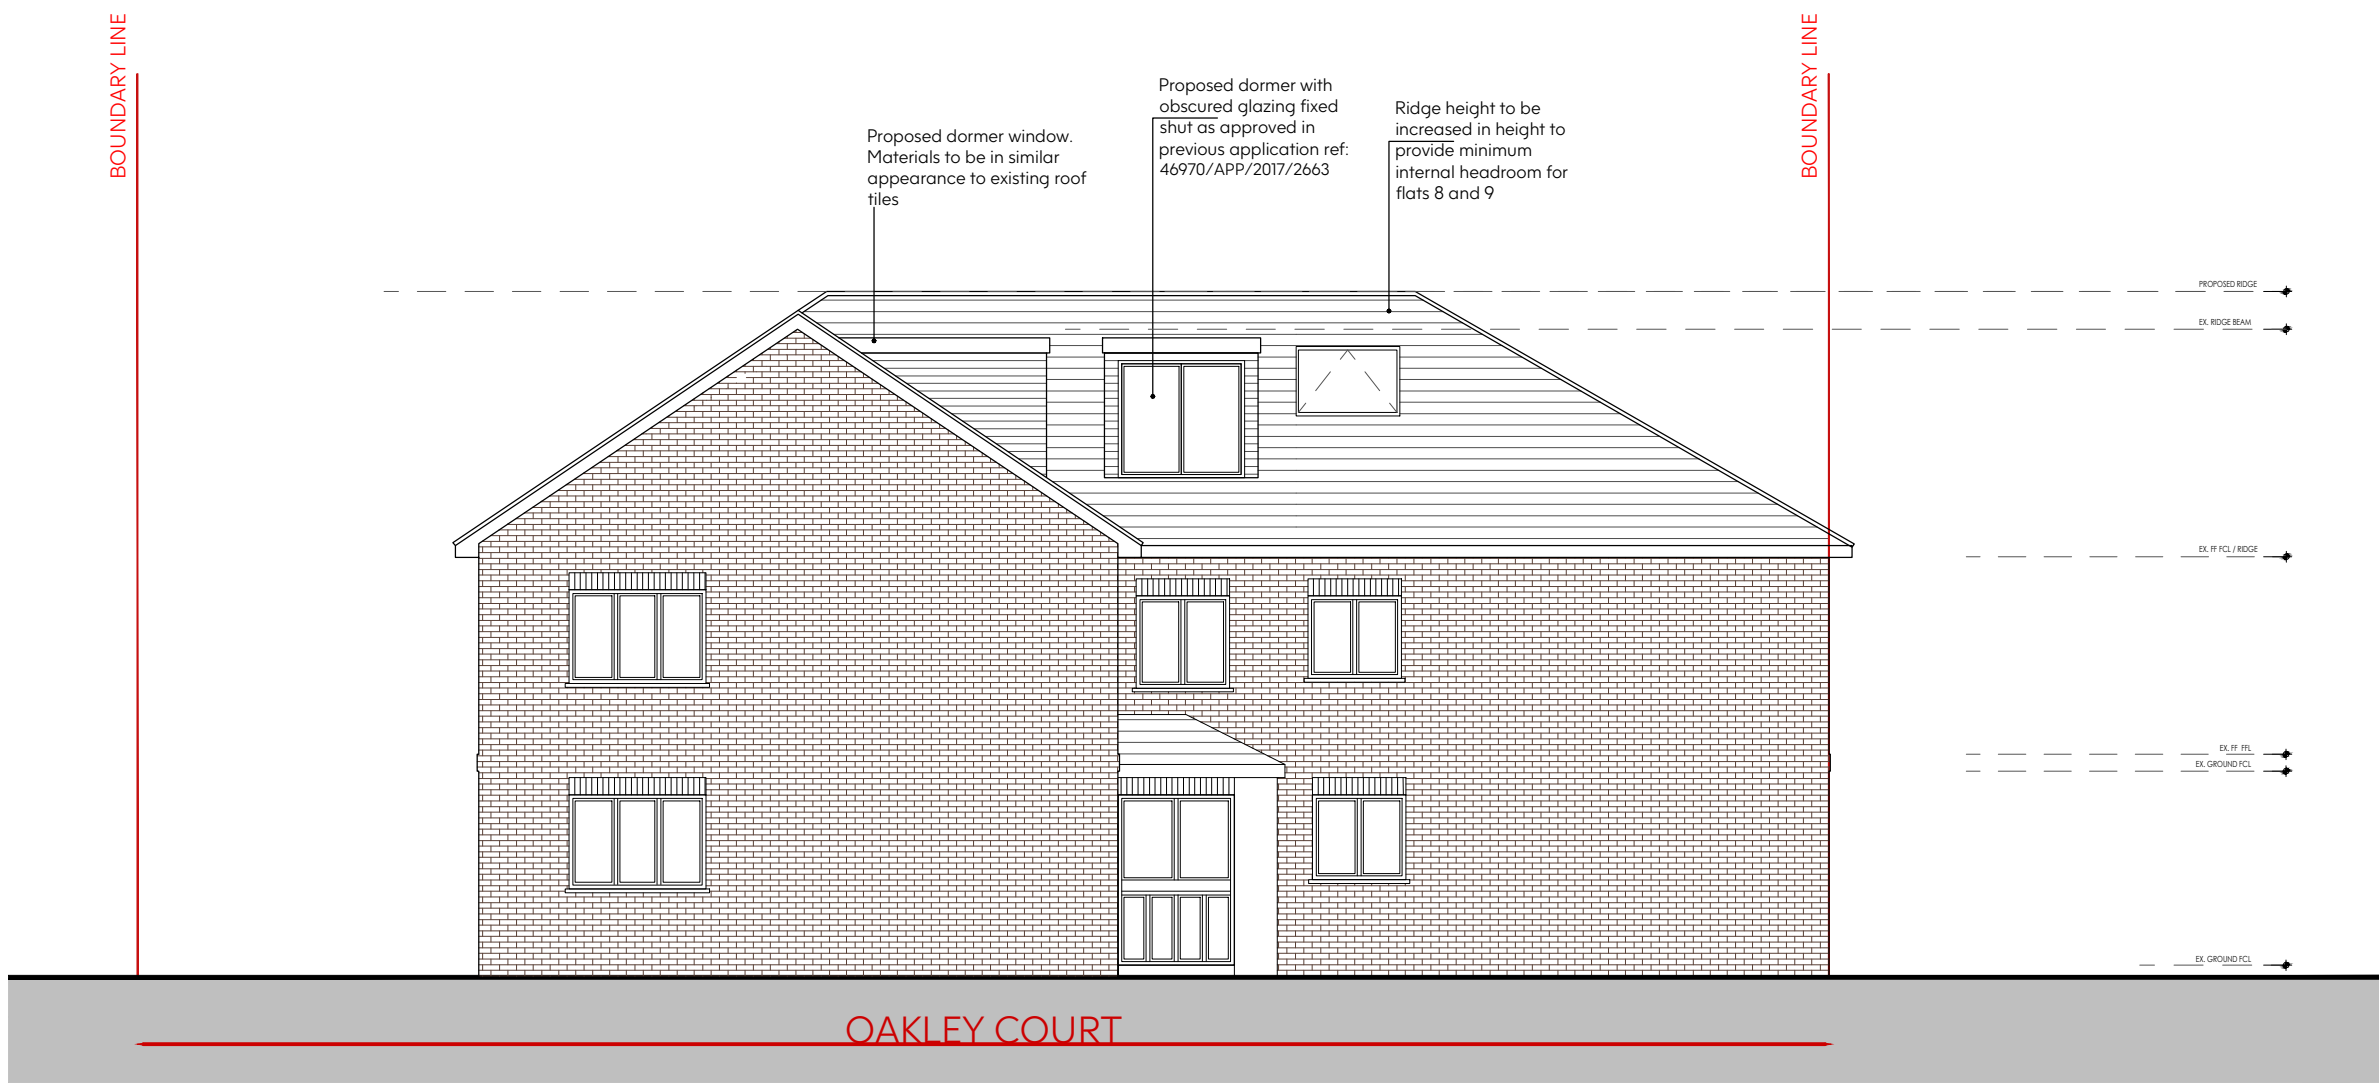 BOUNDARY LINE
BOUNDARY LINE
Proposed dormer window.
Materials to be in similar
appearance to existing roof
tiles
Proposed dormer with
obscured glazing fixed
shut as approved in
previous application ref:
46970/APP/2017/2663
Ridge height to be
increased in height to
provide minimum
internal headroom for
flats 8 and 9
PROPOSED RIDGE
EX. RIDGE BEAM
EX. FF FCL / RIDGE
EX. FF FFL
EX. GROUND FCL
EX. GROUND FCL
OAKLEY COURT